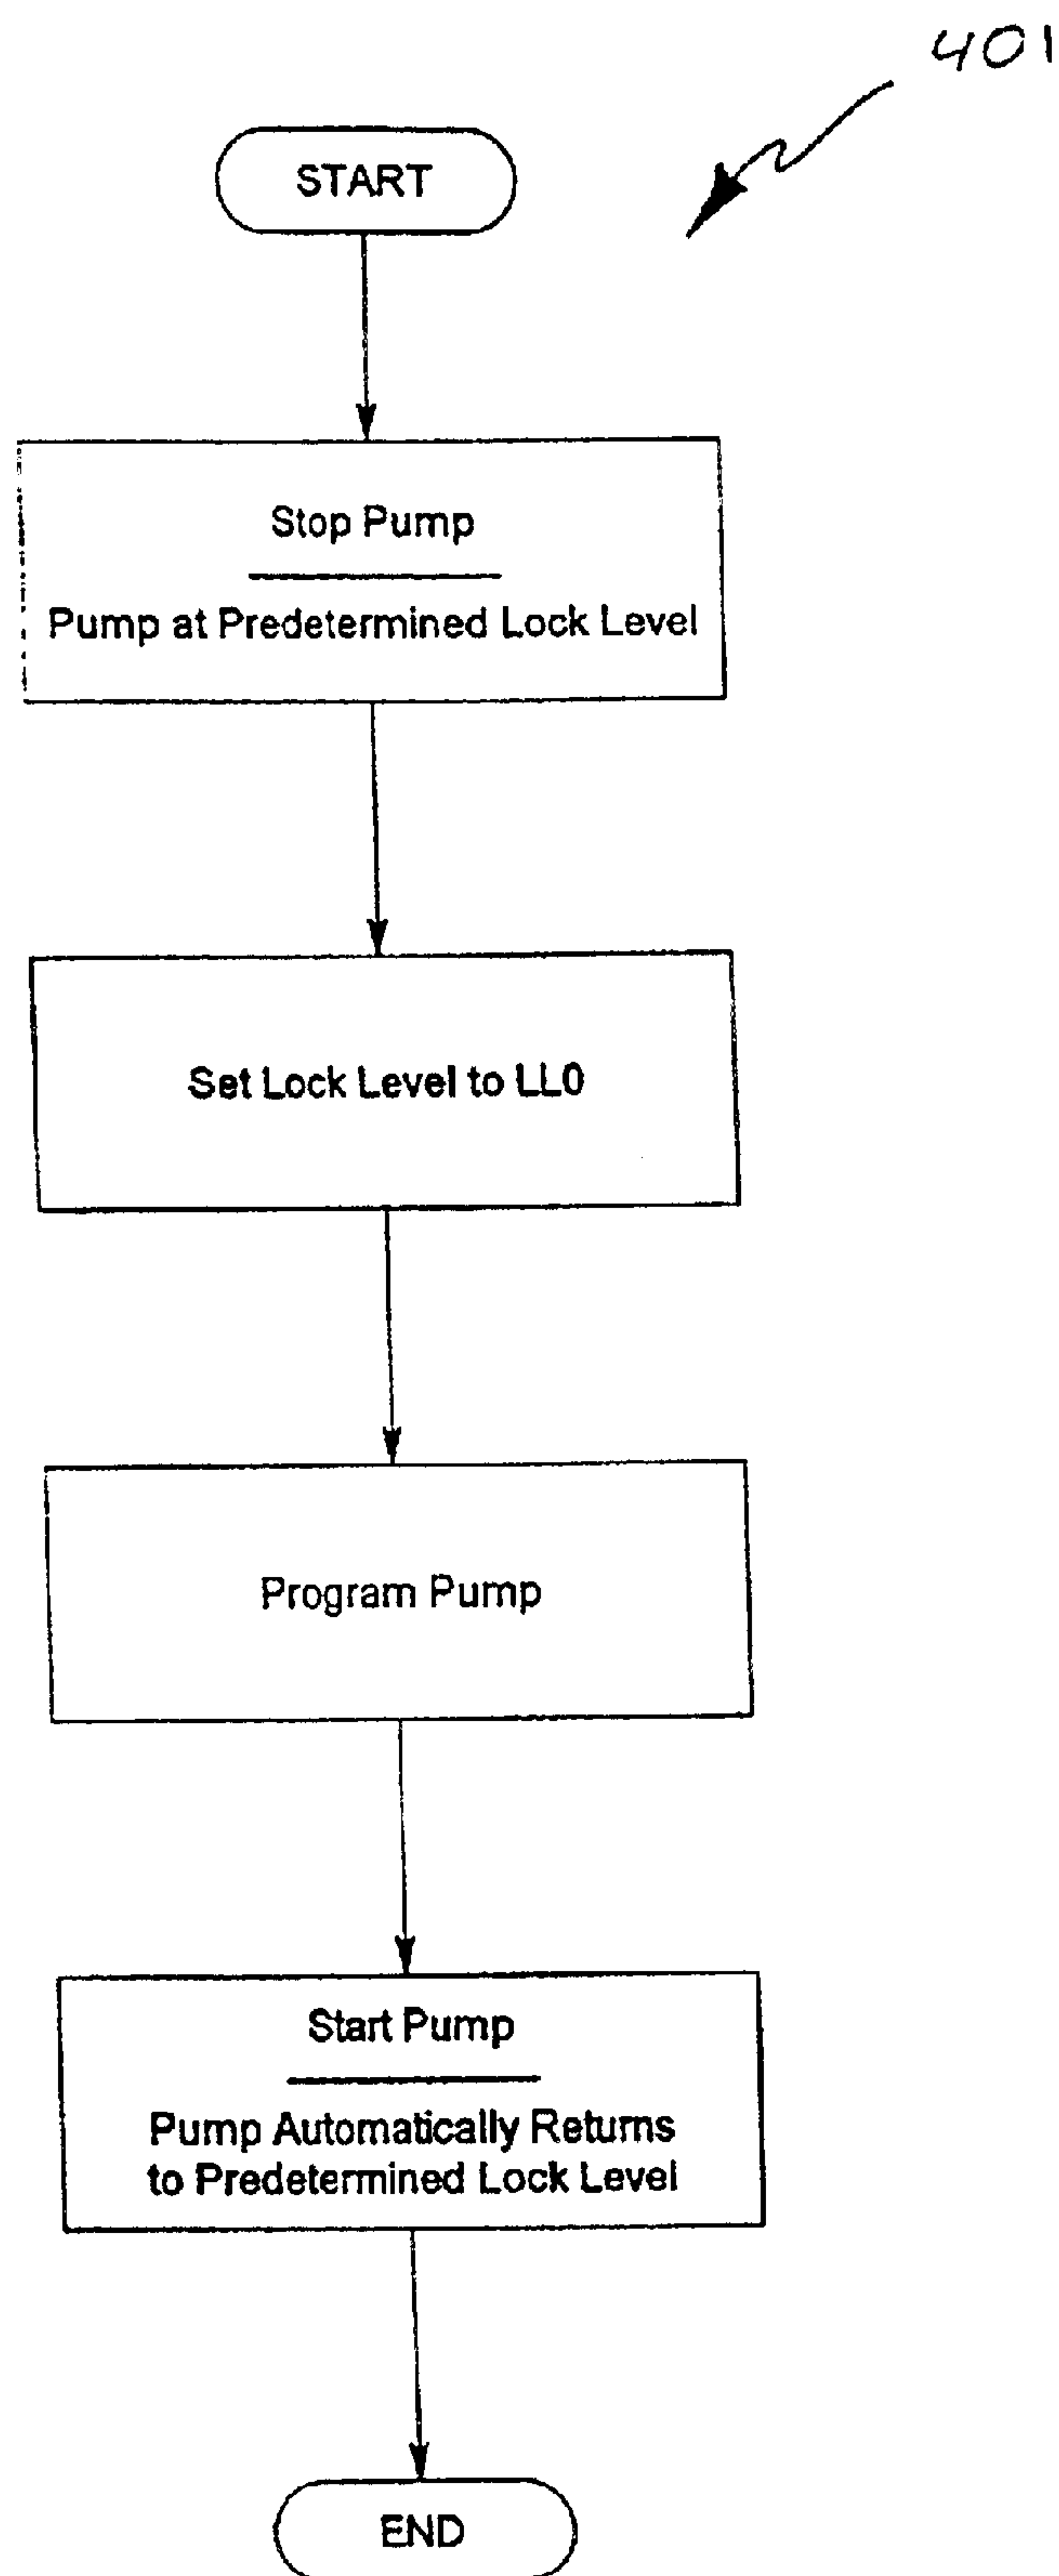 401
START
Stop Pump
Pump at Predetermined Lock Level
Set Lock Level to LL0
Program Pump
Start Pump
Pump Automatically Returns
to Predetermined Lock Level
END